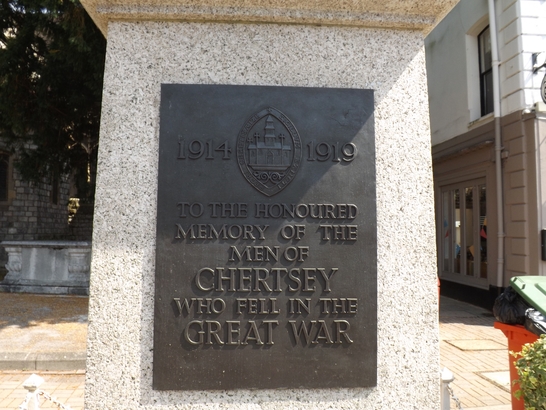 1914 1919
TO THE HONOURED
MEMORY OF THE
MEN OF
CHERTSEY
WHO FELL IN THE
GREAT WAR